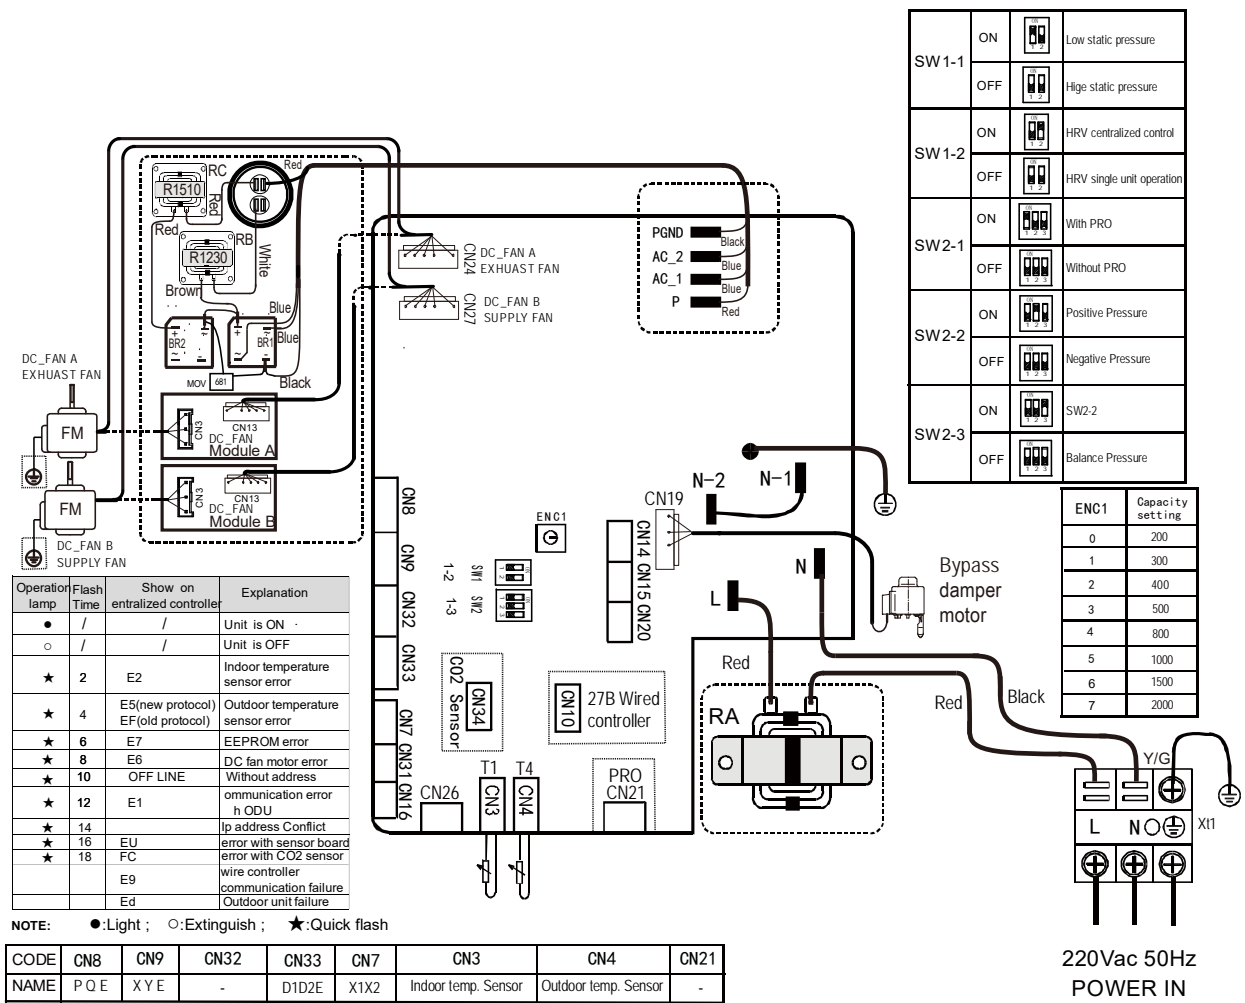 SW1-1
ON
Low static pressure
OFF
Hige static pressure
SW1-2
ON
HRV centralized control
OFF
HRV single unit operation
SW2-1
ON
With PRO
OFF
Without PRO
SW2-2
ON
Positive Pressure
OFF
Negative Pressure
SW2-3
ON
SW2-2
OFF
Balance Pressure
ENC1 Capacity setting
0 200
1 300
2 400
3 500
4 800
5 1000
6 1500
7 2000
RC
R1510
Red
Red
Red
RB
R1230
White
Brown
Blue
Blue
BR2
BR1
MOV 681
Black
CN3
CN13
DC_FAN
Module A
CN3
CN13
DC_FAN
Module B
DC_FAN A
EXHUAST FAN
FM
FM
DC_FAN B
SUPPLY FAN
CN24
DC_FAN A
EXHUAST FAN
CN27
DC_FAN B
SUPPLY FAN
PGND
Black
AC_2
Blue
AC_1
Blue
P
Red
CN8
CN9
CN32
CN33
CN7
CN31
CN16
ENC1
1-2
SW1
1-3
SW2
CN14
CN15
CN20
CN19
N-2
N-1
N
L
Bypass
damper
motor
CO2 Sensor
CN34
CN10
27B Wired
controller
CN26
T1
CN3
T4
CN4
PRO
CN21
Red
RA
Red
Black
Y/G
L N
Xt1
220Vac 50Hz
POWER IN
Operation lamp
Flash Time
Show on entralized controller
Explanation
● / / Unit is ON
○ / / Unit is OFF
★ 2 E2 Indoor temperature sensor error
★ 4 E5(new protocol) EF(old protocol) Outdoor temperature sensor error
★ 6 E7 EEPROM error
★ 8 E6 DC fan motor error
★ 10 OFF LINE Without address
★ 12 E1 ommunication error h ODU
★ 14 Ip address Conflict
★ 16 EU error with sensor board
★ 18 FC error with CO2 sensor
E9 wire controller communication failure
Ed Outdoor unit failure
NOTE: ●:Light ; ○:Extinguish ; ★:Quick flash
CODE CN8 CN9 CN32 CN33 CN7 CN3 CN4 CN21
NAME P Q E X Y E - D1D2E X1X2 Indoor temp. Sensor Outdoor temp. Sensor -